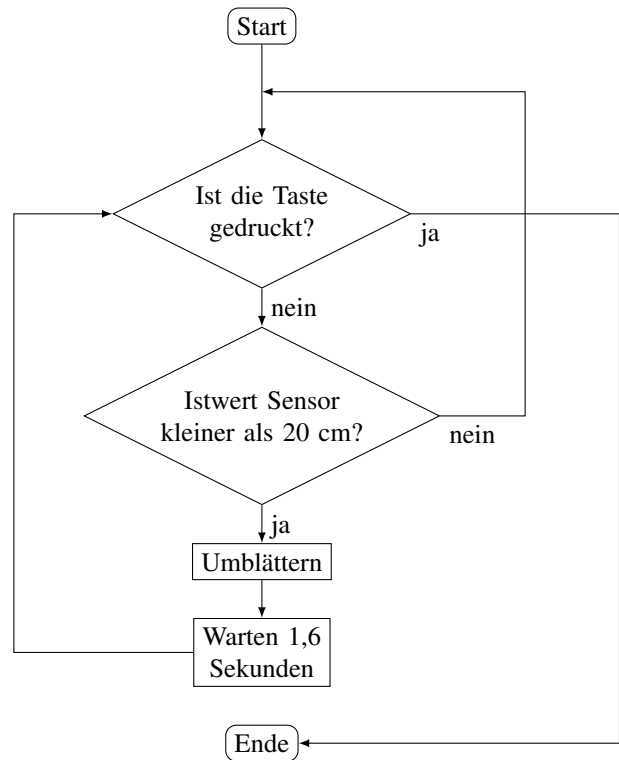 Start
Ist die Taste
gedruckt?
ja
nein
Istwert Sensor
kleiner als 20 cm?
nein
ja
Umblättern
Warten 1,6
Sekunden
Ende